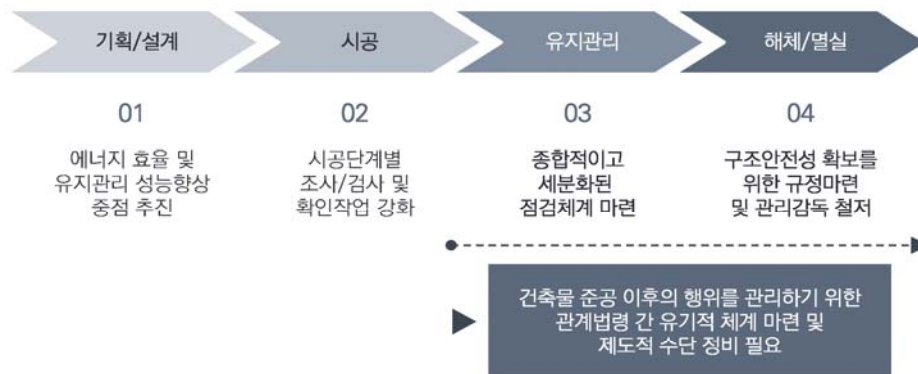 기획/설계
시공
유지관리
해체/멸실
01
에너지 효율 및
유지관리 성능향상
중점 추진
02
시공단계별
조사/검사 및
확인작업 강화
03
종합적이고
세분화된
점검체계 마련
04
구조안전성 확보를
위한 규정마련
및 관리감독 철저
건축물 준공 이후의 행위를 관리하기 위한
관계법령 간 유기적 체계 마련 및
제도적 수단 정비 필요